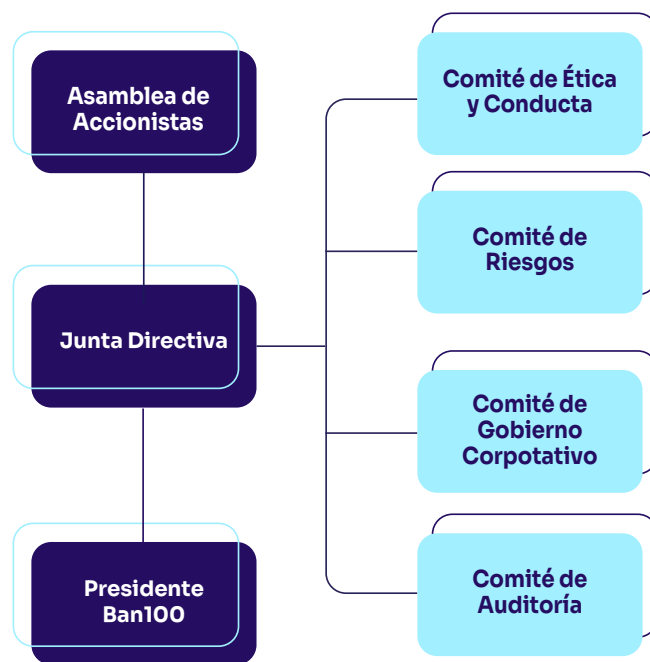 Asamblea de
Accionistas
Junta Directiva
Presidente
Ban100
Comité de Ética
y Conducta
Comité de
Riesgos
Comité de
Gobierno
Corpotativo
Comité de
Auditoría